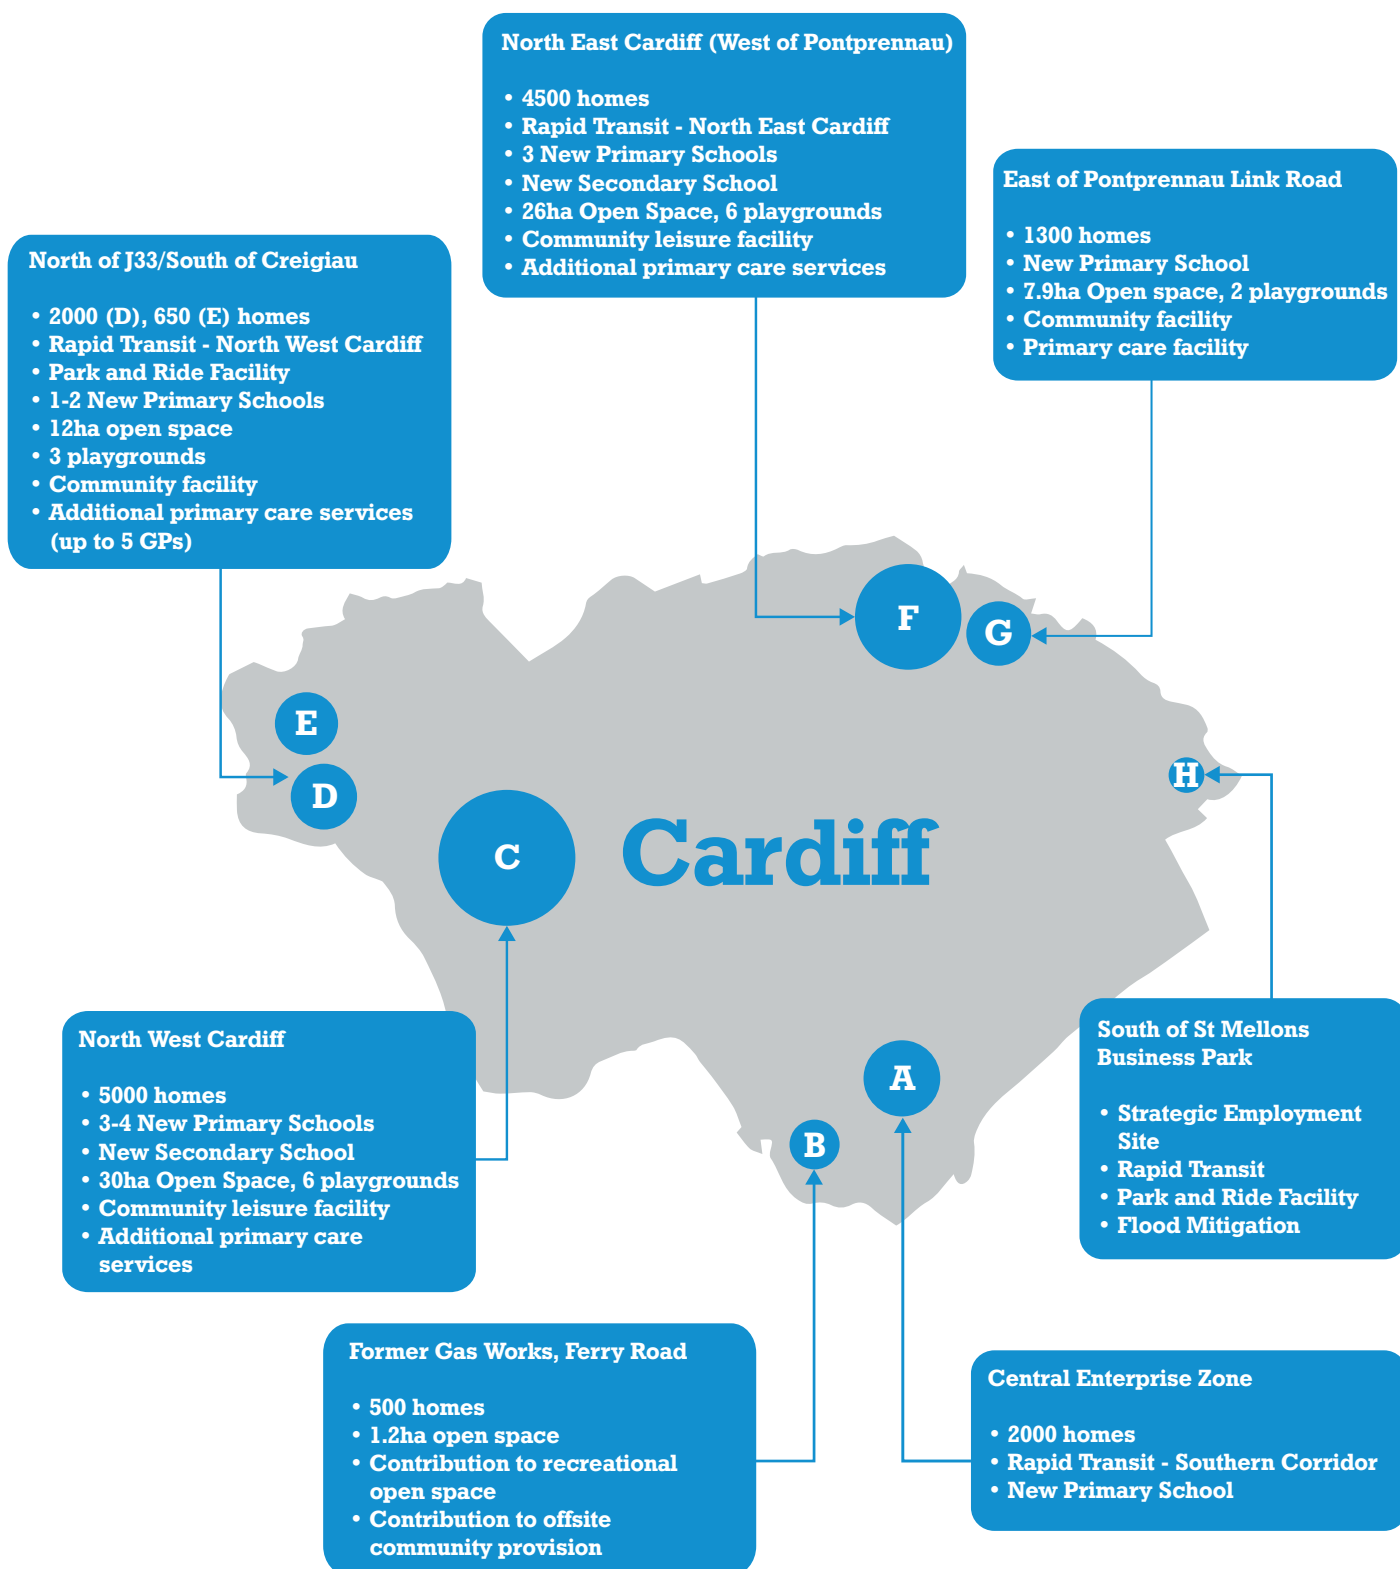 North East Cardiff (West of Pontprennau)
• 4500 homes
• Rapid Transit - North East Cardiff
• 3 New Primary Schools
• New Secondary School
• 26ha Open Space, 6 playgrounds
• Community leisure facility
• Additional primary care services
East of Pontprennau Link Road
• 1300 homes
• New Primary School
• 7.9ha Open space, 2 playgrounds
• Community facility
• Primary care facility
North of J33/South of Creigiau
• 2000 (D), 650 (E) homes
• Rapid Transit - North West Cardiff
• Park and Ride Facility
• 1-2 New Primary Schools
• 12ha open space
• 3 playgrounds
• Community facility
• Additional primary care services
(up to 5 GPs)
F
G
E
D
H
C
Cardiff
A
B
North West Cardiff
• 5000 homes
• 3-4 New Primary Schools
• New Secondary School
• 30ha Open Space, 6 playgrounds
• Community leisure facility
• Additional primary care
services
South of St Mellons
Business Park
• Strategic Employment
Site
• Rapid Transit
• Park and Ride Facility
• Flood Mitigation
Former Gas Works, Ferry Road
• 500 homes
• 1.2ha open space
• Contribution to recreational
open space
• Contribution to offsite
community provision
Central Enterprise Zone
• 2000 homes
• Rapid Transit - Southern Corridor
• New Primary School